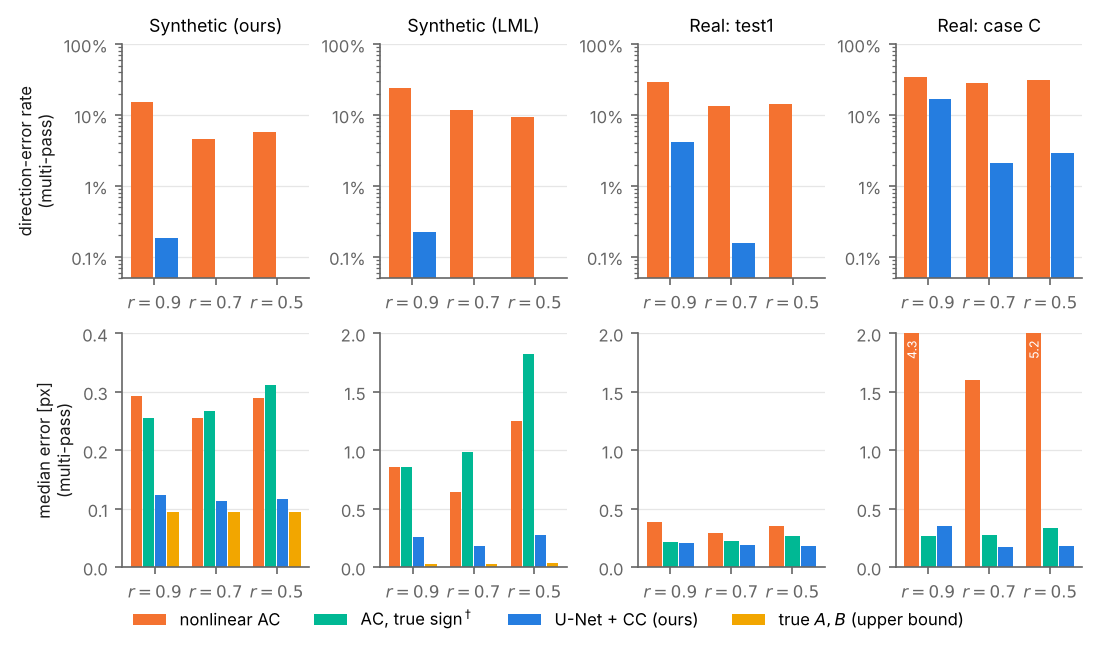 Synthetic (ours) Synthetic (LML) Real: test1 Real: case C
direction-error rate
(multi-pass)
100% 100% 100% 100%
10% 10% 10% 10%
1% 1% 1% 1%
0.1% 0.1% 0.1% 0.1%
r = 0.9 r = 0.7 r = 0.5 r = 0.9 r = 0.7 r = 0.5 r = 0.9 r = 0.7 r = 0.5 r = 0.9 r = 0.7 r = 0.5
median error [px]
(multi-pass)
0.4 2.0 2.0 2.0
4.3 5.2
0.3 1.5 1.5 1.5
0.2 1.0 1.0 1.0
0.1 0.5 0.5 0.5
0.0 0.0 0.0 0.0
r = 0.9 r = 0.7 r = 0.5 r = 0.9 r = 0.7 r = 0.5 r = 0.9 r = 0.7 r = 0.5 r = 0.9 r = 0.7 r = 0.5
nonlinear AC AC, true sign† U-Net + CC (ours) true A, B (upper bound)